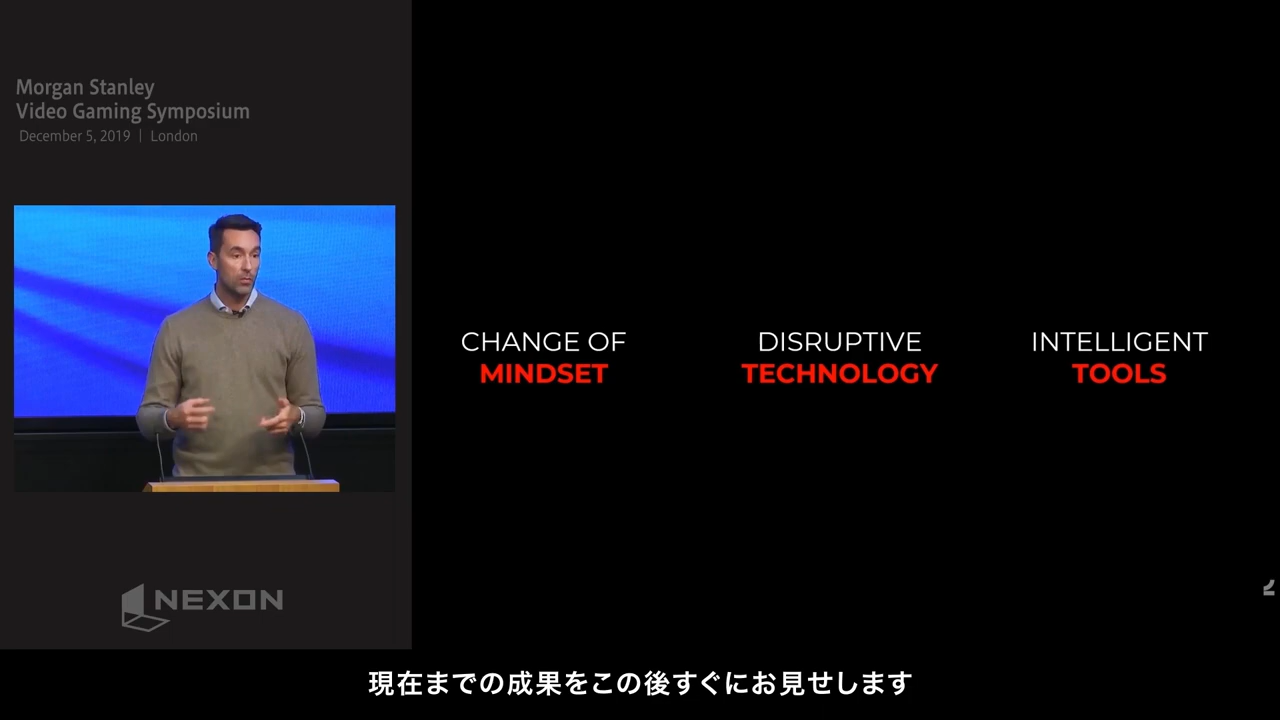 Morgan Stanley
Video Gaming Symposium
December 5, 2019 | London
CHANGE OF
MINDSET
DISRUPTIVE
TECHNOLOGY
INTELLIGENT
TOOLS
NEXON
現在までの成果をこの後すぐにお見せします